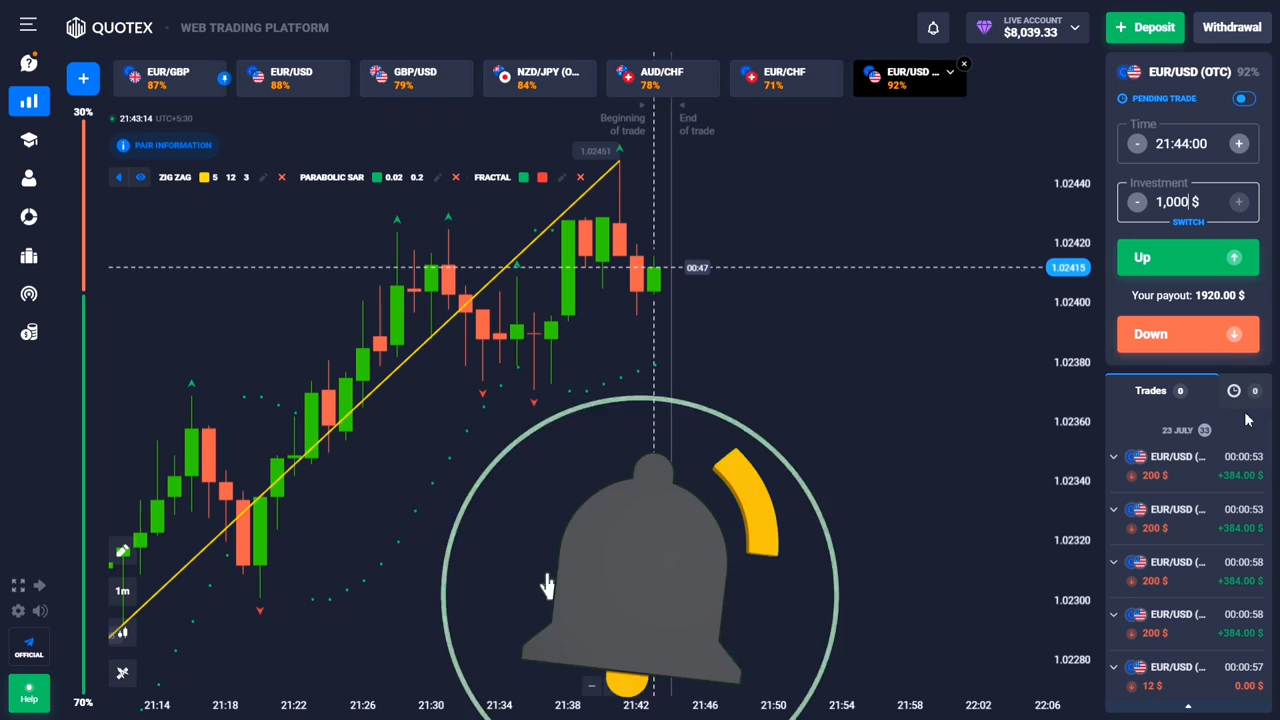 QUOTEX
WEB TRADING PLATFORM
LIVE ACCOUNT
$8,039.33
+ Deposit
Withdrawal
+
EUR/GBP
87%
EUR/USD
88%
GBP/USD
79%
NZD/JPY (O...
84%
AUD/CHF
78%
EUR/CHF
71%
EUR/USD ...
92%
30%
21:43:14 UTC+5:30
PAIR INFORMATION
Beginning
of trade
End
of trade
1.02451
ZIG ZAG 5 12 3
PARABOLIC SAR 0.02 0.2
FRACTAL
1.02440
1.02420
1.02415
1.02400
1.02380
1.02360
1.02340
1.02320
1.02300
1.02280
00:47
1m
OFFICIAL
Help
70%
21:14
21:18
21:22
21:26
21:30
21:34
21:38
21:42
21:46
21:50
21:54
21:58
22:02
22:06
EUR/USD (OTC) 92%
PENDING TRADE
Time
- 21:44:00 +
Investment
- 1,000 $ +
SWITCH
Up
Your payout: 1920.00 $
Down
Trades 0
0
23 JULY 33
EUR/USD (... 00:00:53
200 $ +384.00 $
EUR/USD (... 00:00:53
200 $ +384.00 $
EUR/USD (... 00:00:58
200 $ +384.00 $
EUR/USD (... 00:00:58
200 $ +384.00 $
EUR/USD (... 00:00:57
12 $ 0.00 $